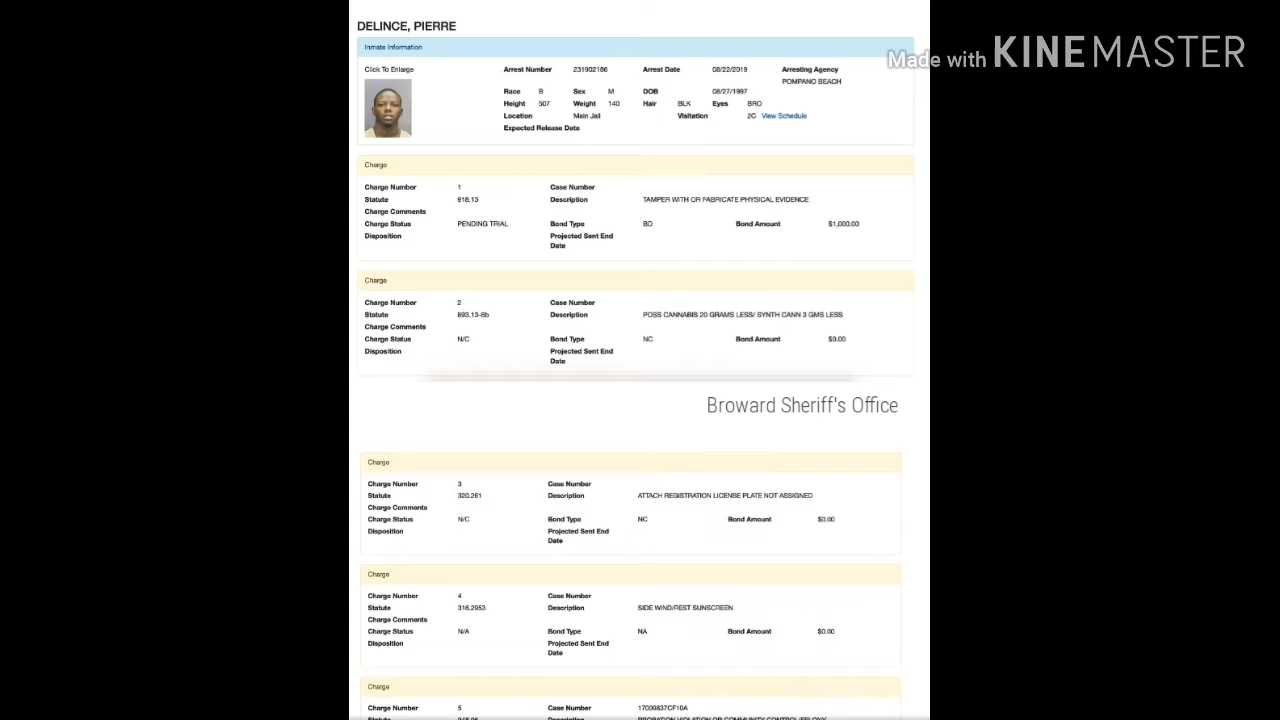 DELINCE, PIERRE
Made with KINEMASTER
Inmate Information
Click To Enlarge Arrest Number 231902186 Arrest Date 08/22/2019 Arresting Agency
POMPANO BEACH
Race B Sex M DOB 08/27/1997
Height 507 Weight 140 Hair BLK Eyes BRO
Location Main Jail Visitation 2C View Schedule
Expected Release Date
Charge
Charge Number 1 Case Number
Statute 918.13 Description TAMPER WITH OR FABRICATE PHYSICAL EVIDENCE
Charge Comments
Charge Status PENDING TRIAL Bond Type BD Bond Amount $1,000.00
Disposition Projected Sent End
Date
Charge
Charge Number 2 Case Number
Statute 893.13-6b Description POSS CANNABIS 20 GRAMS LESS/ SYNTH CANN 3 GMS LESS
Charge Comments
Charge Status N/C Bond Type NC Bond Amount $0.00
Disposition Projected Sent End
Date
Broward Sheriff's Office
Charge
Charge Number 3 Case Number
Statute 320.261 Description ATTACH REGISTRATION LICENSE PLATE NOT ASSIGNED
Charge Comments
Charge Status N/C Bond Type NC Bond Amount $0.00
Disposition Projected Sent End
Date
Charge
Charge Number 4 Case Number
Statute 316.2953 Description SIDE WIND/REST SUNSCREEN
Charge Comments
Charge Status N/A Bond Type NA Bond Amount $0.00
Disposition Projected Sent End
Date
Charge
Charge Number 5 Case Number 17009837CF10A